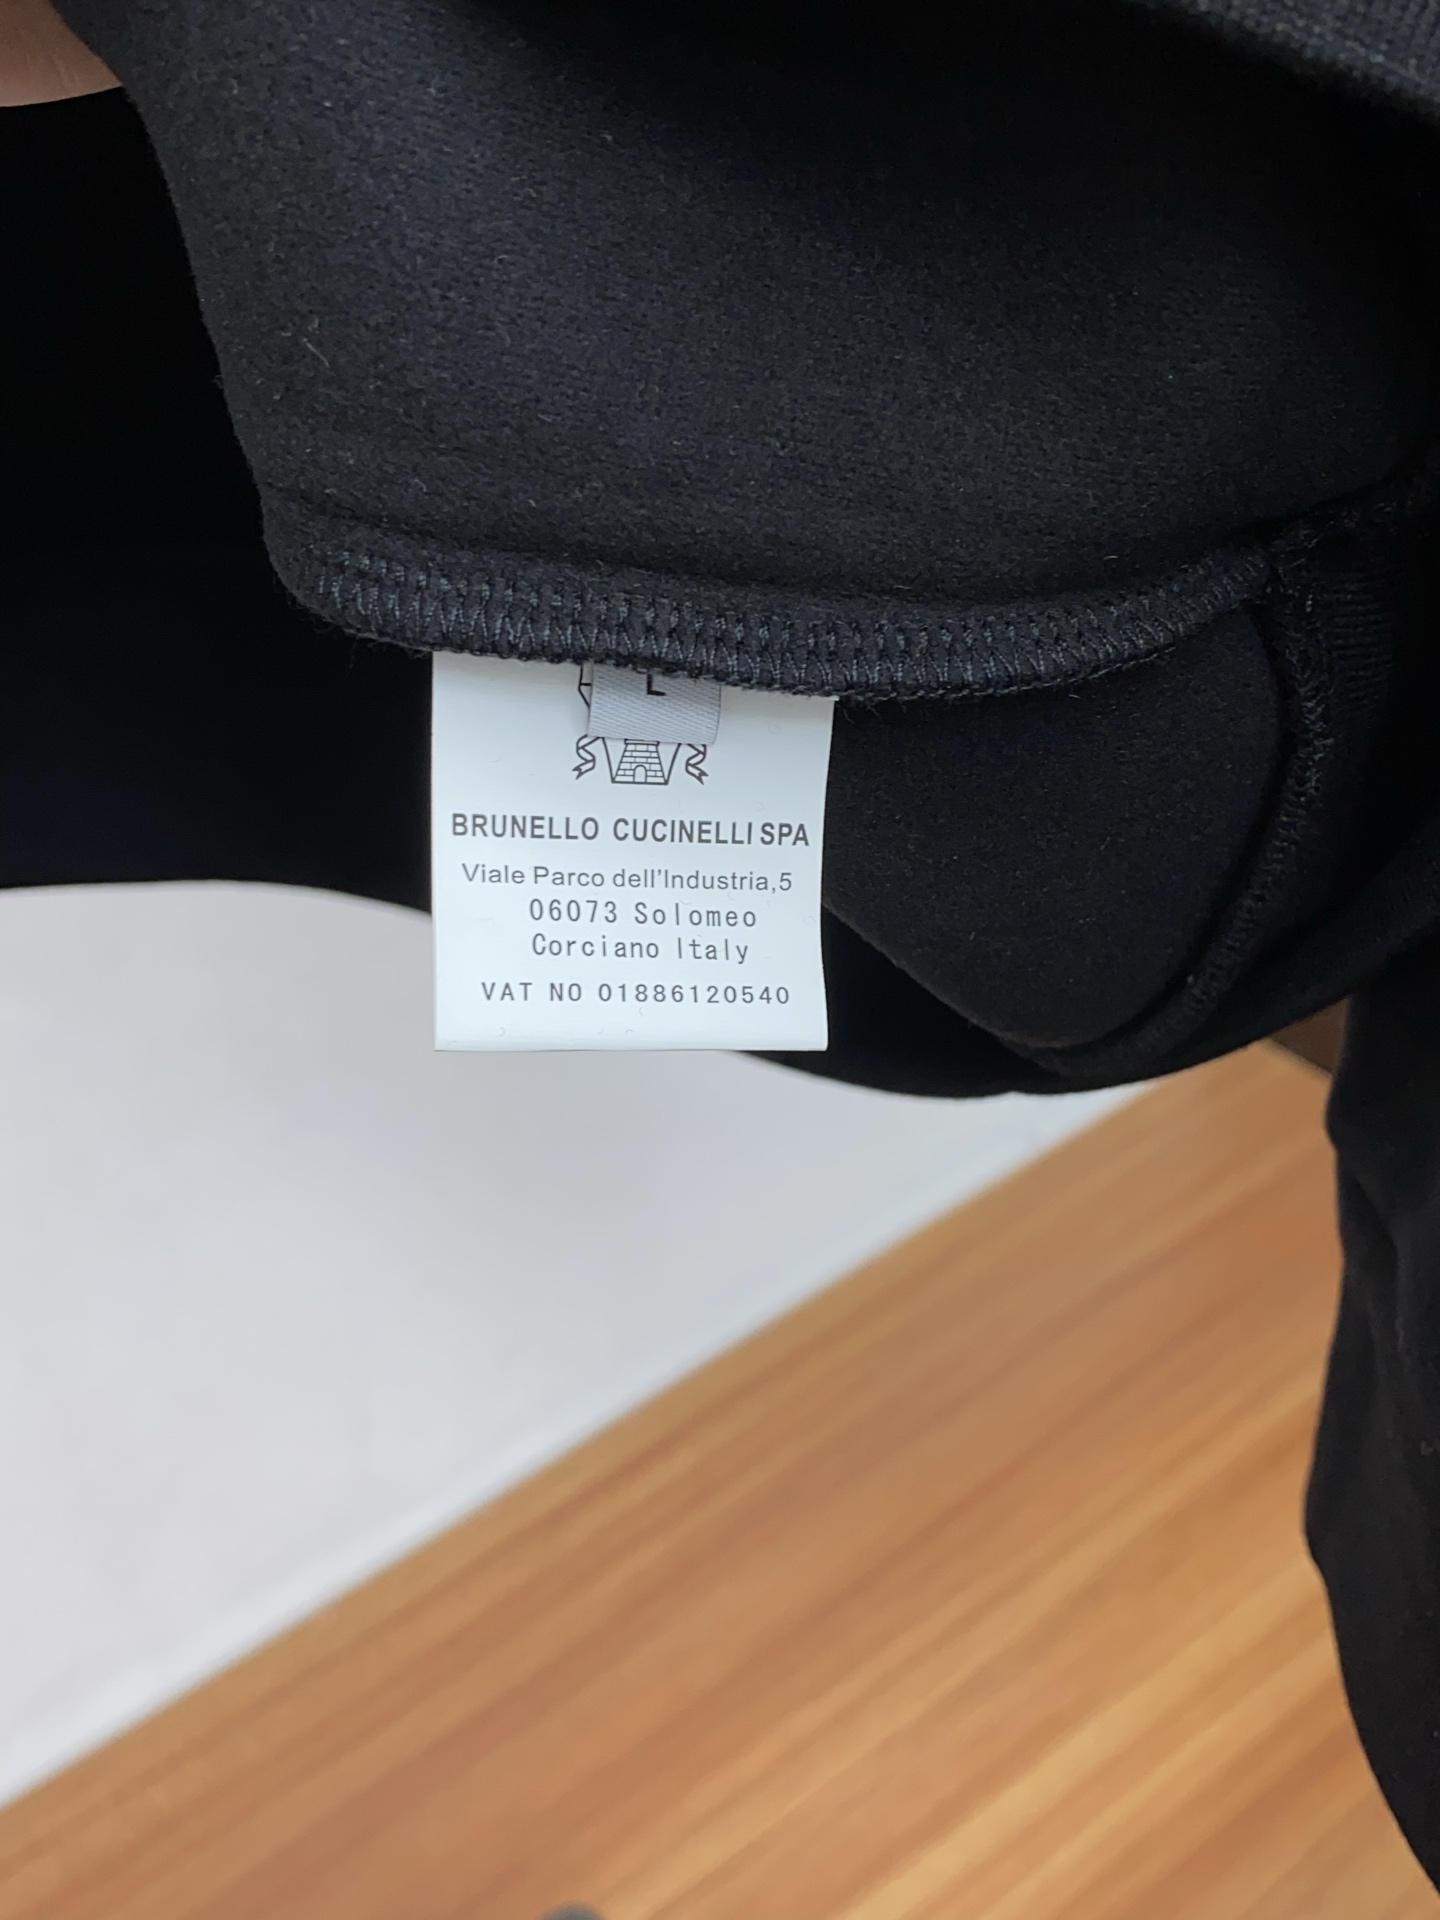 L
BRUNELLO CUCINELLI SPA
Viale Parco dell'Industria,5
06073 Solomeo
Corciano Italy
VAT NO 01886120540